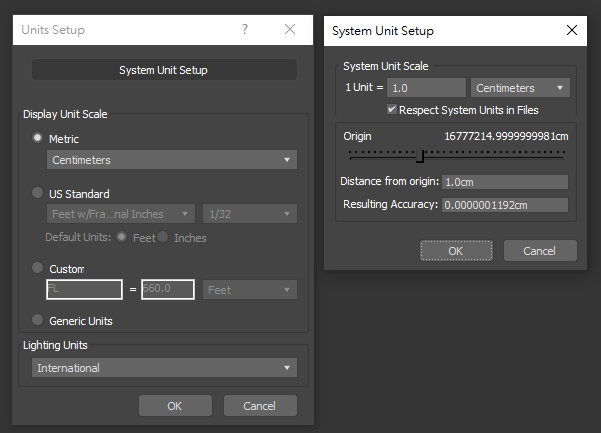 Units Setup
?
System Unit Setup
Display Unit Scale
Metric
Centimeters
US Standard
Feet w/Fra...nal Inches
1/32
Default Units:
Feet
Inches
Custom
FL
=
660.0
Feet
Generic Units
Lighting Units
International
OK
Cancel
System Unit Setup
System Unit Scale
1 Unit =
1.0
Centimeters
Respect System Units in Files
Origin
16777214.9999999981cm
Distance from origin:
1.0cm
Resulting Accuracy:
0.0000001192cm
OK
Cancel